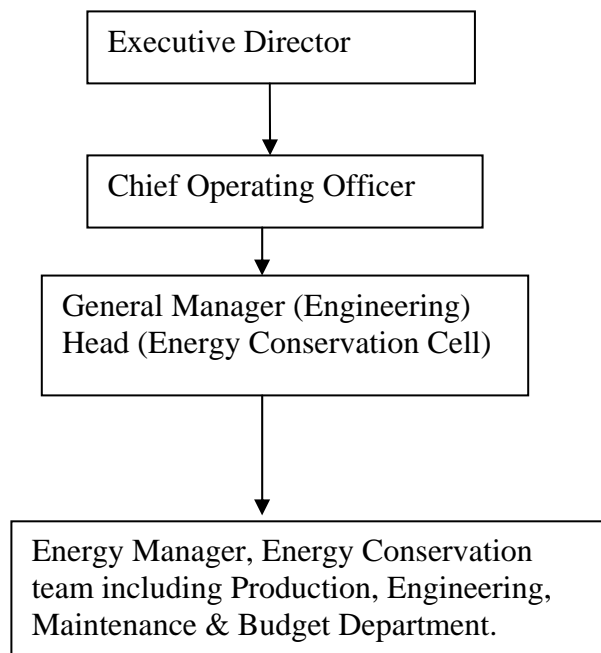 Executive Director
Chief Operating Officer
General Manager (Engineering)
Head (Energy Conservation Cell)
Energy Manager, Energy Conservation
team including Production, Engineering,
Maintenance & Budget Department.